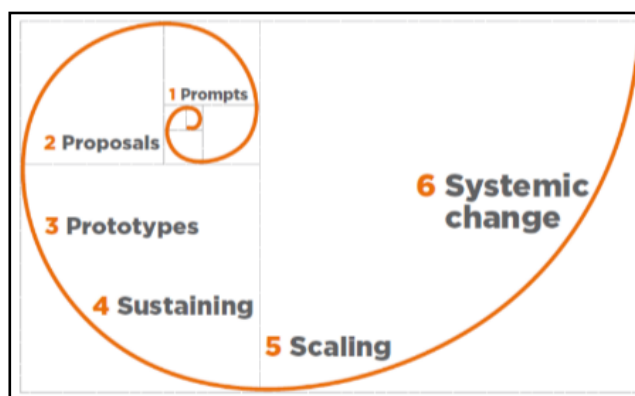 1 Prompts
2 Proposals
3 Prototypes
4 Sustaining
5 Scaling
6 Systemic
change